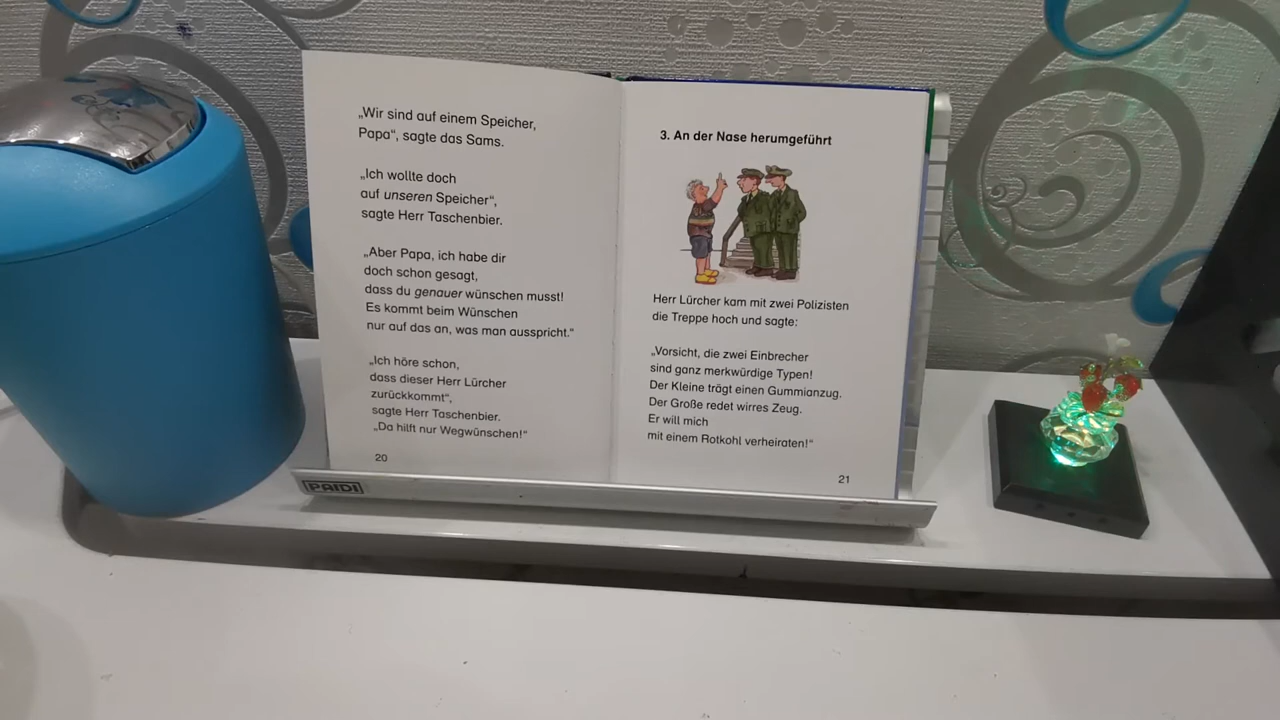 „Wir sind auf einem Speicher,
Papa“, sagte das Sams.
„Ich wollte doch
auf unseren Speicher“,
sagte Herr Taschenbier.
„Aber Papa, ich habe dir
doch schon gesagt,
dass du genauer wünschen musst!
Es kommt beim Wünschen
nur auf das an, was man ausspricht.“
„Ich höre schon,
dass dieser Herr Lürcher
zurückkommt“,
sagte Herr Taschenbier.
„Da hilft nur Wegwünschen!“
20
3. An der Nase herumgeführt
Herr Lürcher kam mit zwei Polizisten
die Treppe hoch und sagte:
„Vorsicht, die zwei Einbrecher
sind ganz merkwürdige Typen!
Der Kleine trägt einen Gummianzug.
Der Große redet wirres Zeug.
Er will mich
mit einem Rotkohl verheiraten!“
21
PAIDI